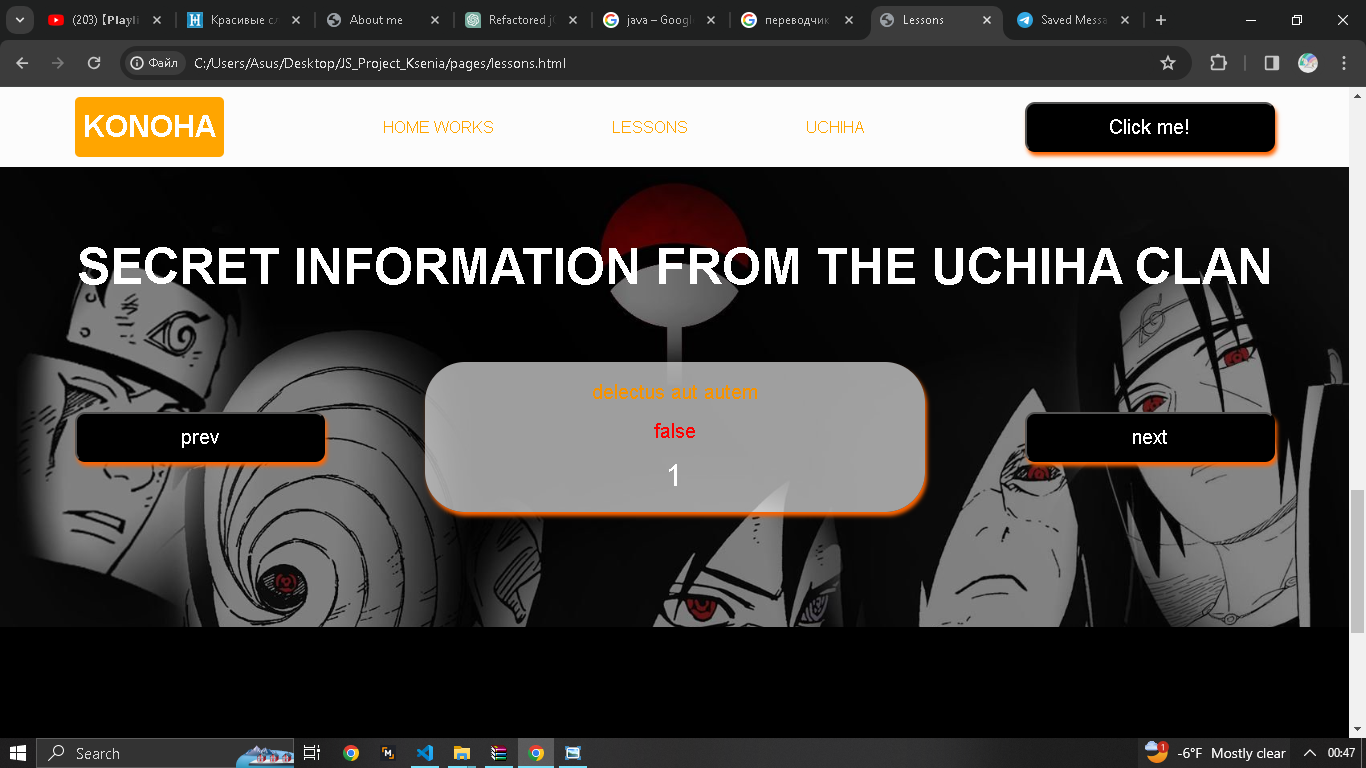 (203) 【Playli
Красивые сл
About me
Refactored j
java – Googl
переводчик
Lessons
Saved Messa
Файл
C:/Users/Asus/Desktop/JS_Project_Ksenia/pages/lessons.html
KONOHA
HOME WORKS
LESSONS
UCHIHA
Click me!
SECRET INFORMATION FROM THE UCHIHA CLAN
delectus aut autem
false
1
prev
next
Search
1
-6°F Mostly clear
00:47